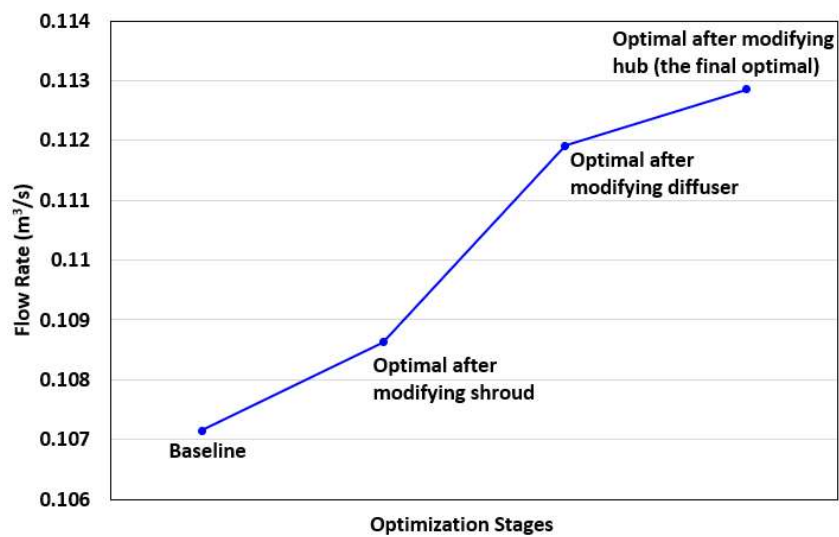 0.114
0.113
0.112
0.111
0.11
0.109
0.108
0.107
0.106
Flow Rate (m³/s)
Optimal after modifying
hub (the final optimal)
Optimal after
modifying diffuser
Optimal after
modifying shroud
Baseline
Optimization Stages